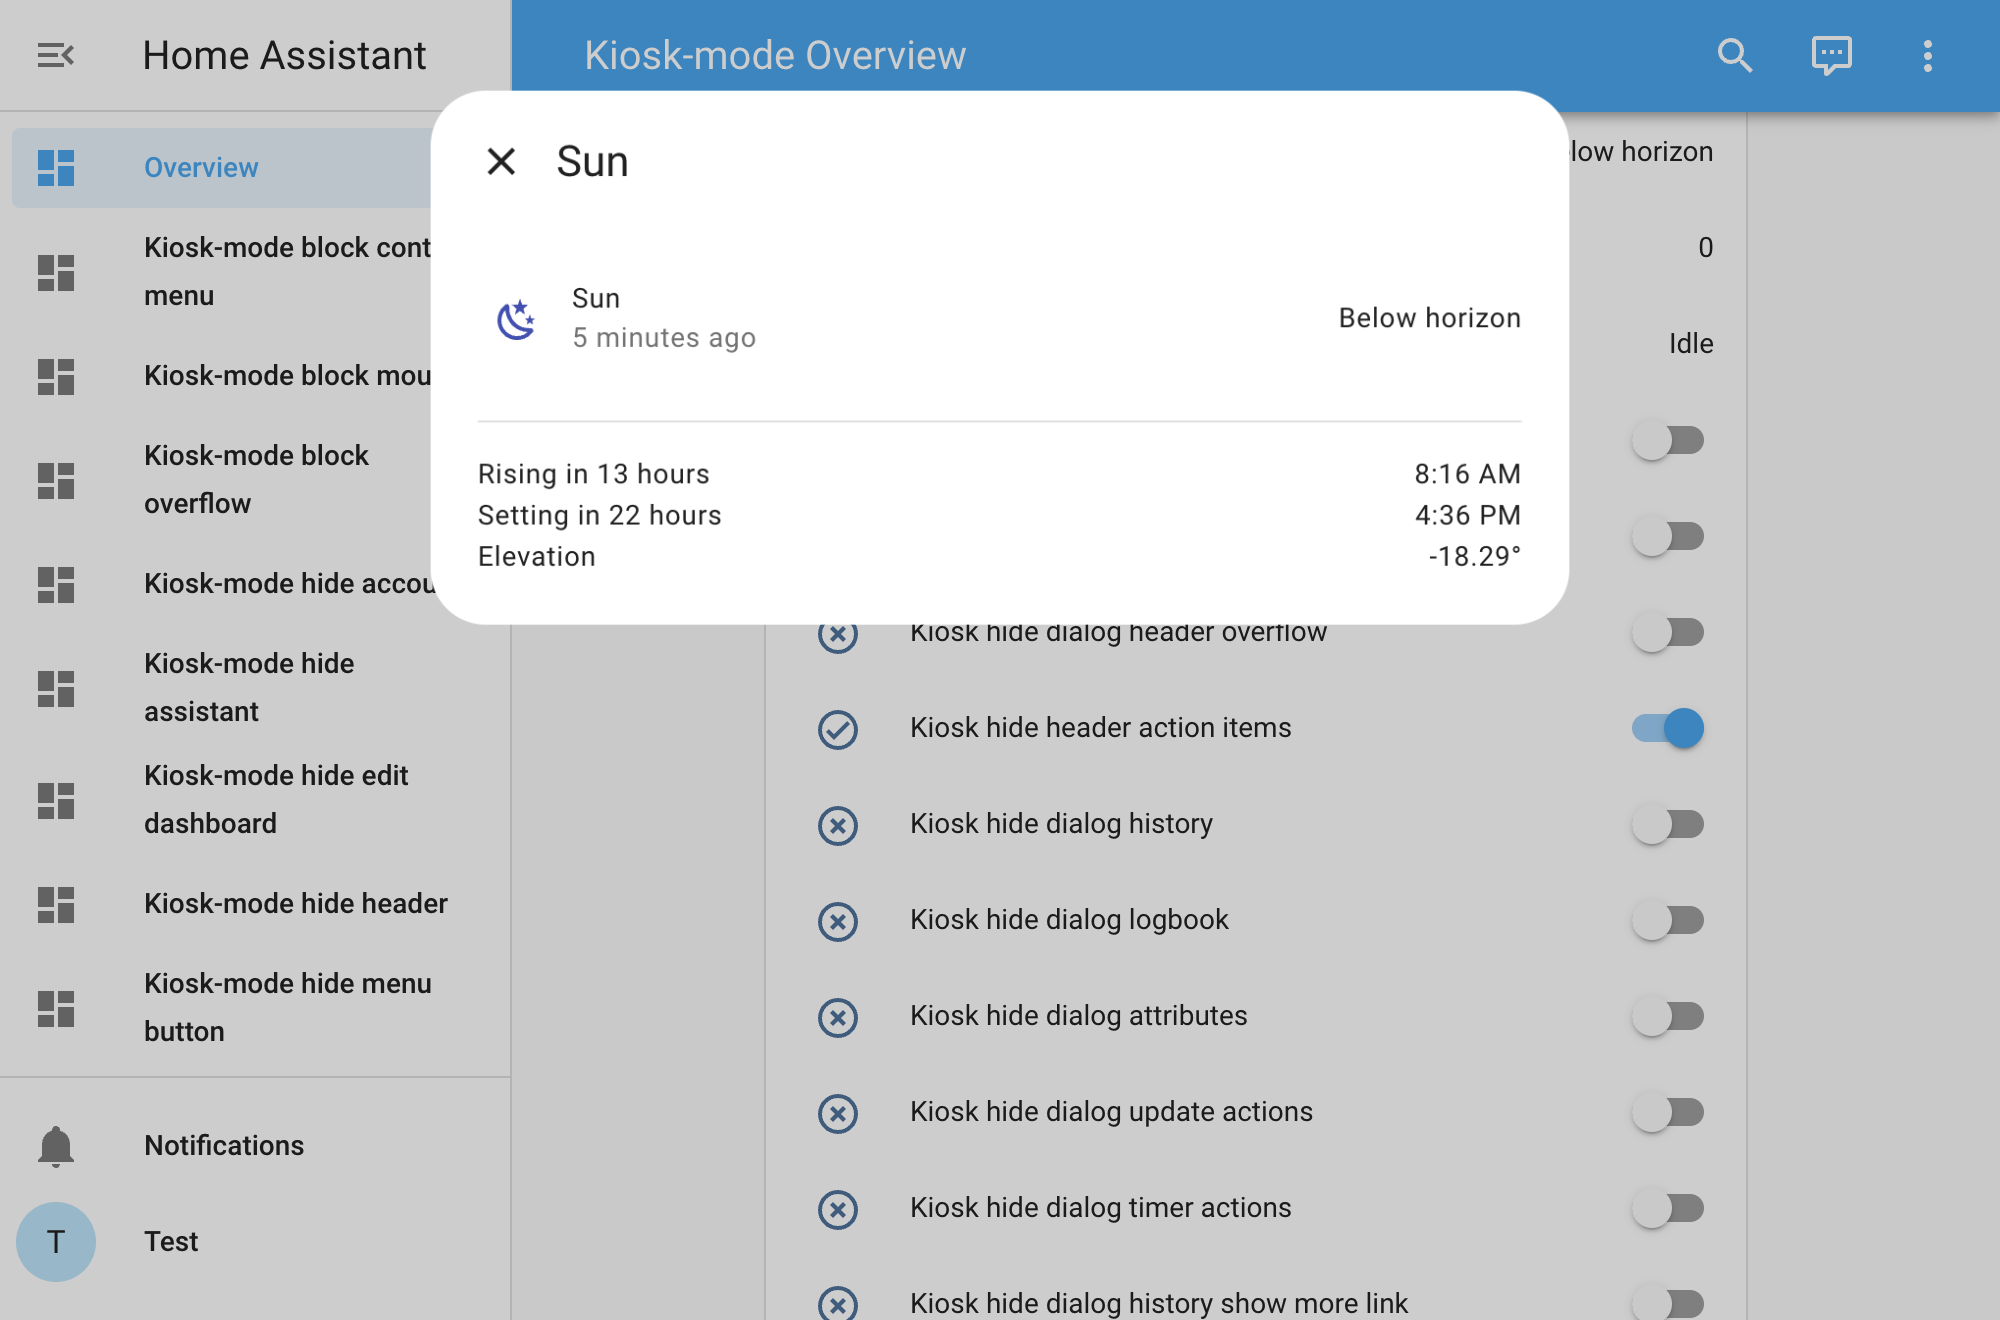 Home Assistant
Kiosk-mode Overview
Overview
Kiosk-mode block cont
menu
Kiosk-mode block mou
Kiosk-mode block
overflow
Kiosk-mode hide accou
Kiosk-mode hide
assistant
Kiosk-mode hide edit
dashboard
Kiosk-mode hide header
Kiosk-mode hide menu
button
Notifications
T
Test
Sun
Sun
5 minutes ago
Below horizon
Rising in 13 hours
8:16 AM
Setting in 22 hours
4:36 PM
Elevation
-18.29°
low horizon
0
Idle
Kiosk hide dialog header overflow
Kiosk hide header action items
Kiosk hide dialog history
Kiosk hide dialog logbook
Kiosk hide dialog attributes
Kiosk hide dialog update actions
Kiosk hide dialog timer actions
Kiosk hide dialog history show more link